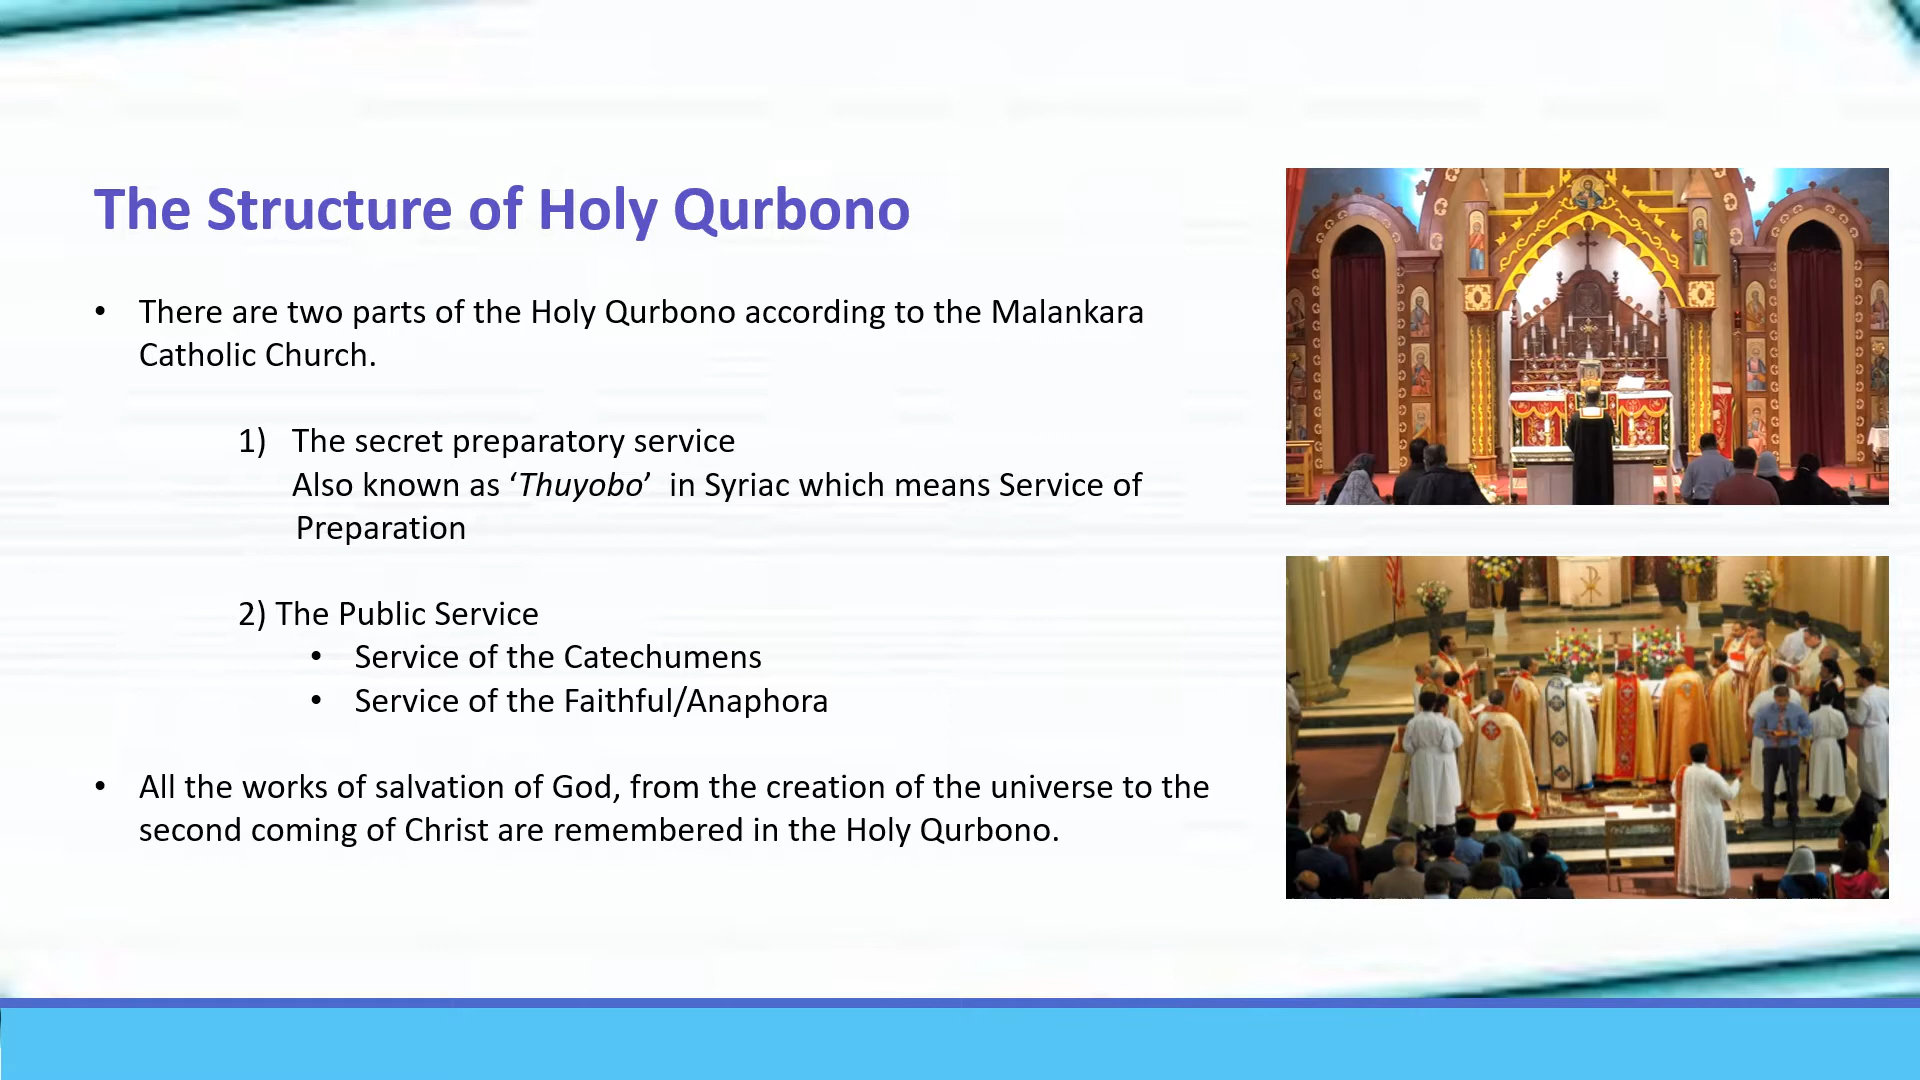 The Structure of Holy Qurbono
• There are two parts of the Holy Qurbono according to the Malankara
Catholic Church.
1) The secret preparatory service
Also known as ‘Thuyobo’ in Syriac which means Service of
Preparation
2) The Public Service
• Service of the Catechumens
• Service of the Faithful/Anaphora
• All the works of salvation of God, from the creation of the universe to the
second coming of Christ are remembered in the Holy Qurbono.